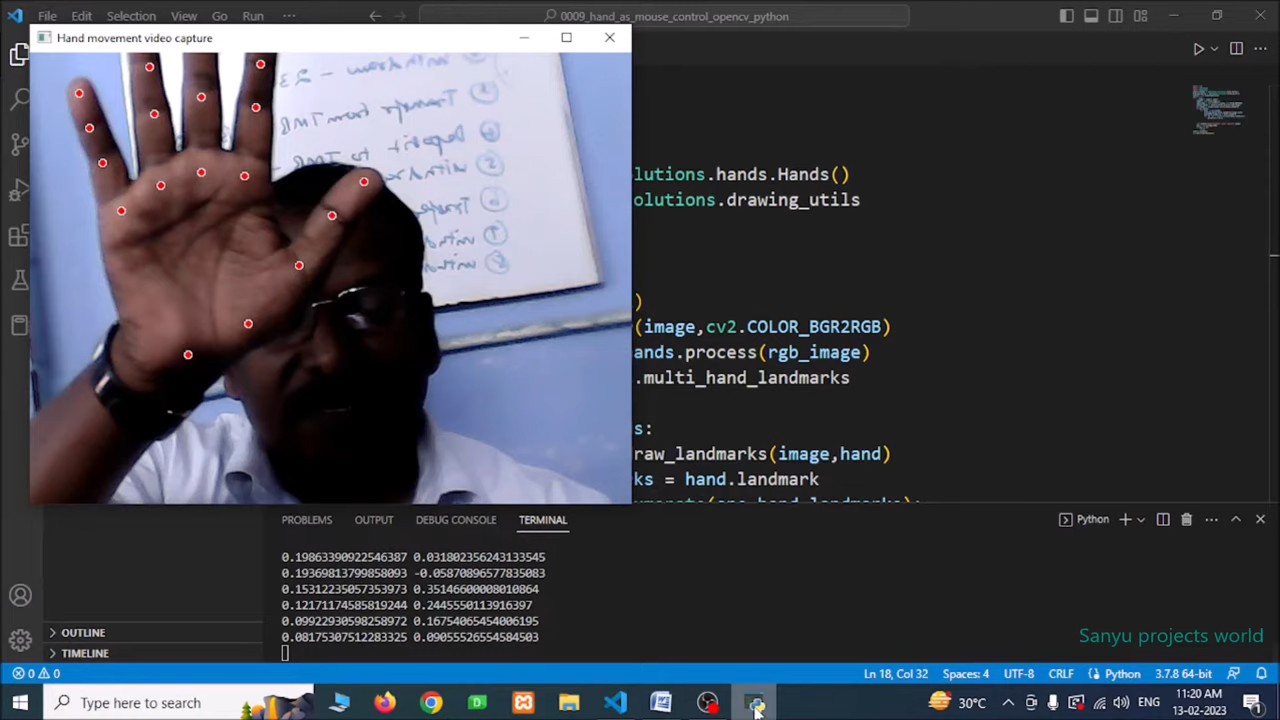 File Edit Selection View Go Run ··· 0009_hand_as_mouse_control_opencv_python
Hand movement video capture
olutions.hands.Hands()
olutions.drawing_utils
)
(image,cv2.COLOR_BGR2RGB)
ands.process(rgb_image)
.multi_hand_landmarks
s:
raw_landmarks(image,hand)
ks = hand.landmark
PROBLEMS OUTPUT DEBUG CONSOLE TERMINAL Python
0.19863390922546387 0.031802356243133545
0.19369813799858093 -0.05870896577835083
0.15312235057353973 0.35146600008010864
0.12171174585819244 0.2445550113916397
0.09922930598258972 0.16754065454006195
0.08175307512283325 0.09055526554584503
OUTLINE
TIMELINE
Sanyu projects world
0 0 Ln 18, Col 32 Spaces: 4 UTF-8 CRLF Python 3.7.8 64-bit
Type here to search 30°C ENG 11:20 AM
13-02-2023